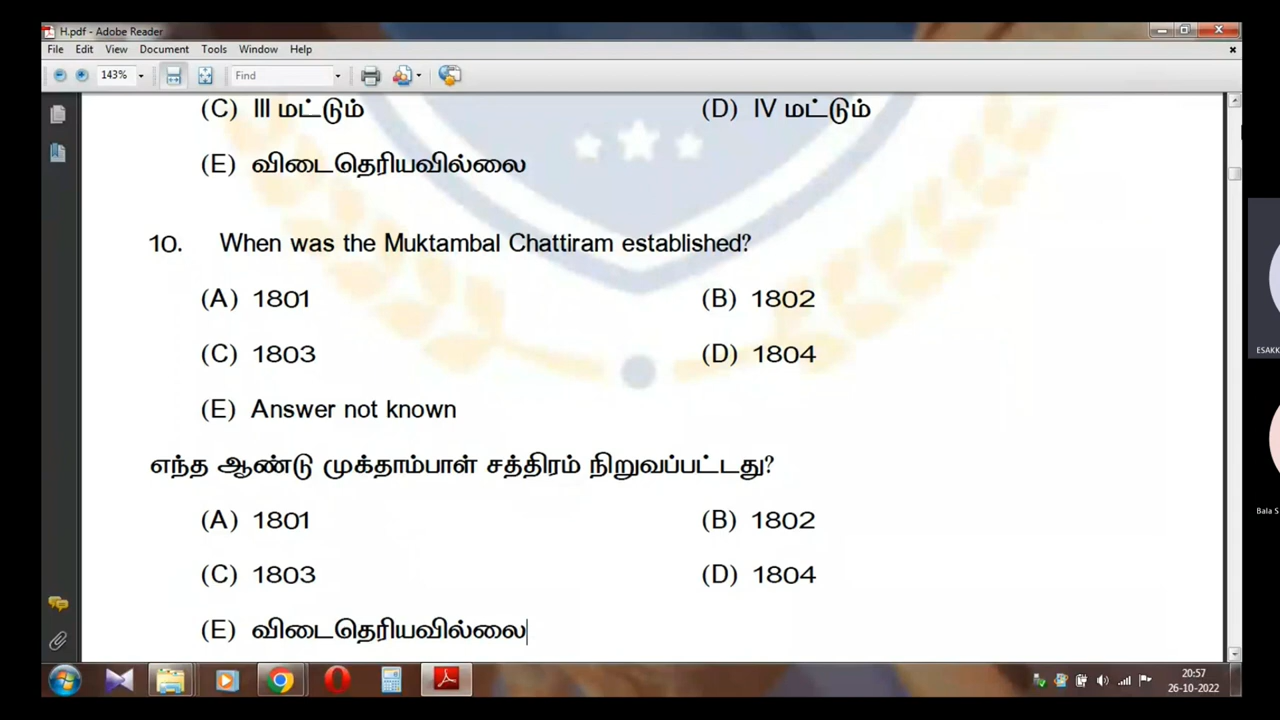 H.pdf - Adobe Reader
File Edit View Document Tools Window Help
143% Find
(C) III மட்டும் (D) IV மட்டும்
(E) விடைதெரியவில்லை
10. When was the Muktambal Chattiram established?
(A) 1801 (B) 1802
(C) 1803 (D) 1804
(E) Answer not known
எந்த ஆண்டு முக்தாம்பாள் சத்திரம் நிறுவப்பட்டது?
(A) 1801 (B) 1802
(C) 1803 (D) 1804
(E) விடைதெரியவில்லை
ESAKK
Bala S
20:57
26-10-2022